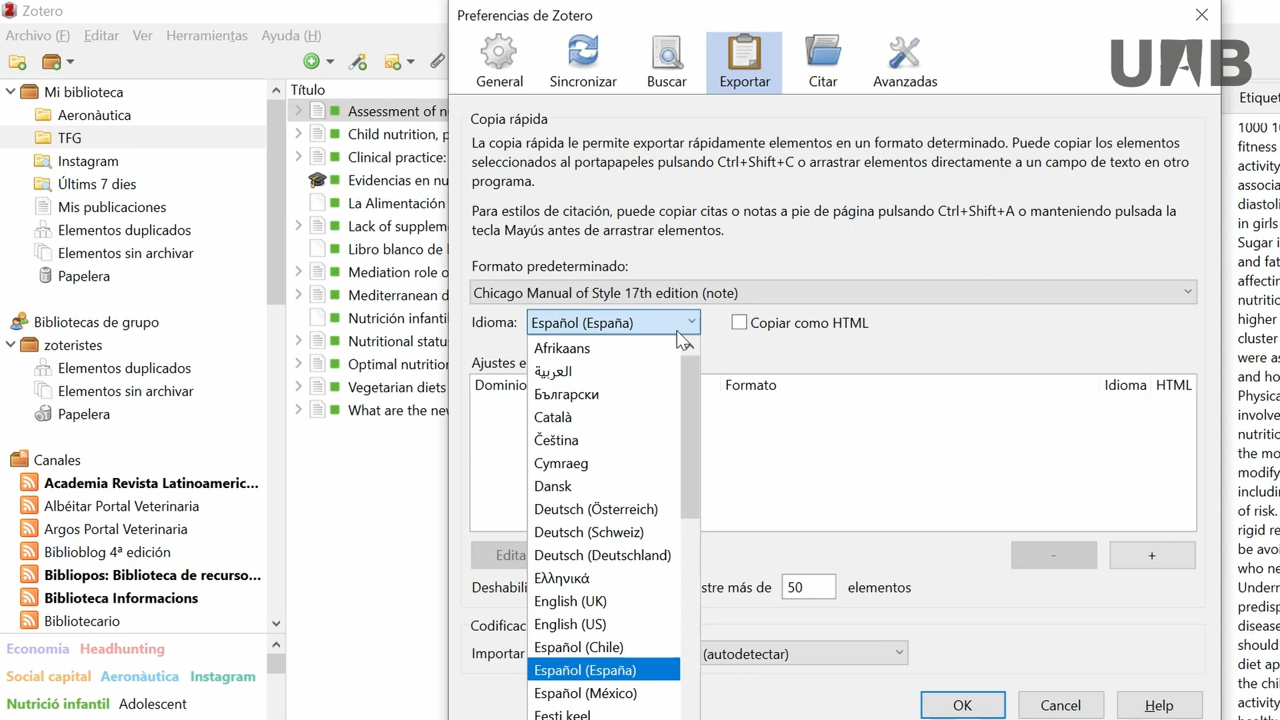 Zotero
Archivo (F) Editar Ver Herramientas Ayuda (H)
Mi biblioteca
Aeronàutica
TFG
Instagram
Últims 7 dies
Mis publicaciones
Elementos duplicados
Elementos sin archivar
Papelera
Bibliotecas de grupo
zoteristes
Elementos duplicados
Elementos sin archivar
Papelera
Canales
Academia Revista Latinoameric...
Albéitar Portal Veterinaria
Argos Portal Veterinaria
Biblioblog 4ª edición
Bibliopos: Biblioteca de recurso...
Biblioteca Informacions
Bibliotecario
Economia Headhunting
Social capital Aeronàutica Instagram
Nutrició infantil Adolescent
Título
Assessment of n
Child nutrition, p
Clinical practice:
Evidencias en nu
La Alimentación
Lack of supplem
Libro blanco de l
Mediation role o
Mediterranean d
Nutrición infanti
Nutritional statu
Optimal nutritio
Vegetarian diets
What are the nev
Preferencias de Zotero
General Sincronizar Buscar Exportar Citar Avanzadas
Copia rápida
La copia rápida le permite exportar rápidamente elementos en un formato determinado. Puede copiar los elementos
seleccionados al portapapeles pulsando Ctrl+Shift+C o arrastrar elementos directamente a un campo de texto en otro
programa.
Para estilos de citación, puede copiar citas o notas a pie de página pulsando Ctrl+Shift+A o manteniendo pulsada la
tecla Mayús antes de arrastrar elementos.
Formato predeterminado:
Chicago Manual of Style 17th edition (note)
Idioma: Español (España) Copiar como HTML
Ajustes e
Dominio Formato Idioma HTML
Afrikaans
العربية
Български
Català
Čeština
Cymraeg
Dansk
Deutsch (Österreich)
Deutsch (Schweiz)
Deutsch (Deutschland)
Ελληνικά
English (UK)
English (US)
Español (Chile)
Español (España)
Español (México)
Eesti keel
Edita - +
Deshabil stre más de 50 elementos
Codificac
Importar (autodetectar)
OK Cancel Help
UAB
Etiquet
1000 10
fitness
activity
associa
diastoli
in girls
Sugar i
and fat
affectin
nutritio
higher
cluster
were as
and ho
Physica
involve
nutritio
the mo
modify
includi
of risk.
rigid re
be avoi
who ne
Undern
predisp
disease
should
diet ap
the chi
activity